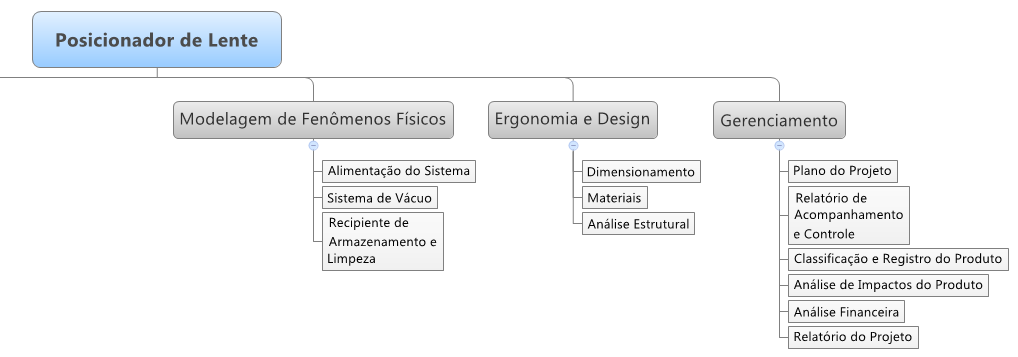 Posicionador de Lente
Modelagem de Fenômenos Físicos
Alimentação do Sistema
Sistema de Vácuo
Recipiente de
Armazenamento e
Limpeza
Ergonomia e Design
Dimensionamento
Materiais
Análise Estrutural
Gerenciamento
Plano do Projeto
Relatório de
Acompanhamento
e Controle
Classificação e Registro do Produto
Análise de Impactos do Produto
Análise Financeira
Relatório do Projeto